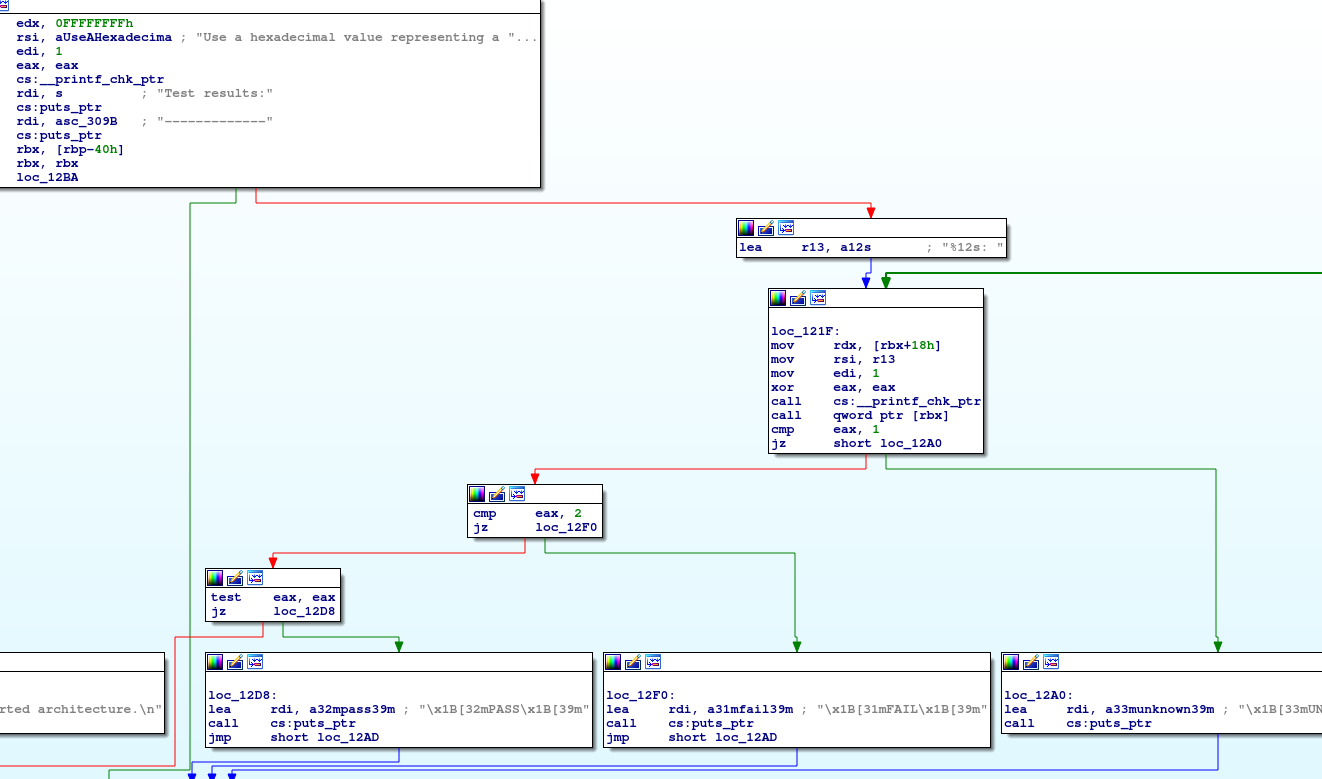 edx, 0FFFFFFFFh
rsi, aUseAHexadecima ; "Use a hexadecimal value representing a "...
edi, 1
eax, eax
cs:__printf_chk_ptr
rdi, s ; "Test results:"
cs:puts_ptr
rdi, asc_309B ; "-------------"
cs:puts_ptr
rbx, [rbp-40h]
rbx, rbx
loc_12BA
lea r13, a12s ; "%12s: "
loc_121F:
mov rdx, [rbx+18h]
mov rsi, r13
mov edi, 1
xor eax, eax
call cs:__printf_chk_ptr
call qword ptr [rbx]
cmp eax, 1
jz short loc_12A0
cmp eax, 2
jz loc_12F0
test eax, eax
jz loc_12D8
rted architecture.\n"
loc_12D8:
lea rdi, a32mpass39m ; "\x1B[32mPASS\x1B[39m"
call cs:puts_ptr
jmp short loc_12AD
loc_12F0:
lea rdi, a31mfail39m ; "\x1B[31mFAIL\x1B[39m"
call cs:puts_ptr
jmp short loc_12AD
loc_12A0:
lea rdi, a33munknown39m ; "\x1B[33mUN
call cs:puts_ptr